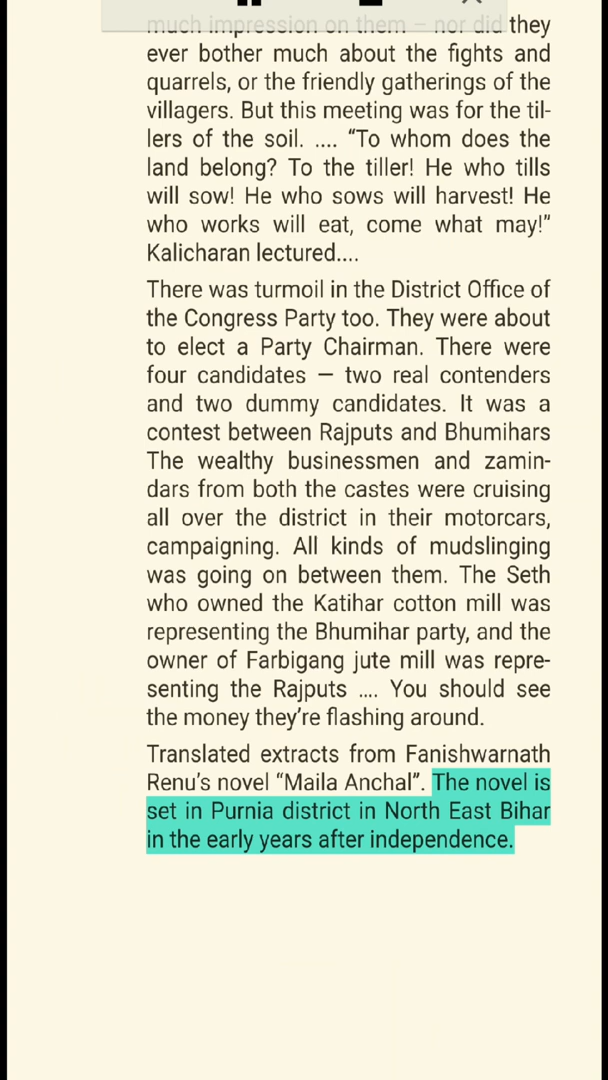 much impression on them – nor did they
ever bother much about the fights and
quarrels, or the friendly gatherings of the
villagers. But this meeting was for the til-
lers of the soil. .... “To whom does the
land belong? To the tiller! He who tills
will sow! He who sows will harvest! He
who works will eat, come what may!”
Kalicharan lectured....
There was turmoil in the District Office of
the Congress Party too. They were about
to elect a Party Chairman. There were
four candidates — two real contenders
and two dummy candidates. It was a
contest between Rajputs and Bhumihars
The wealthy businessmen and zamin-
dars from both the castes were cruising
all over the district in their motorcars,
campaigning. All kinds of mudslinging
was going on between them. The Seth
who owned the Katihar cotton mill was
representing the Bhumihar party, and the
owner of Farbigang jute mill was repre-
senting the Rajputs .... You should see
the money they’re flashing around.
Translated extracts from Fanishwarnath
Renu’s novel “Maila Anchal”. The novel is
set in Purnia district in North East Bihar
in the early years after independence.